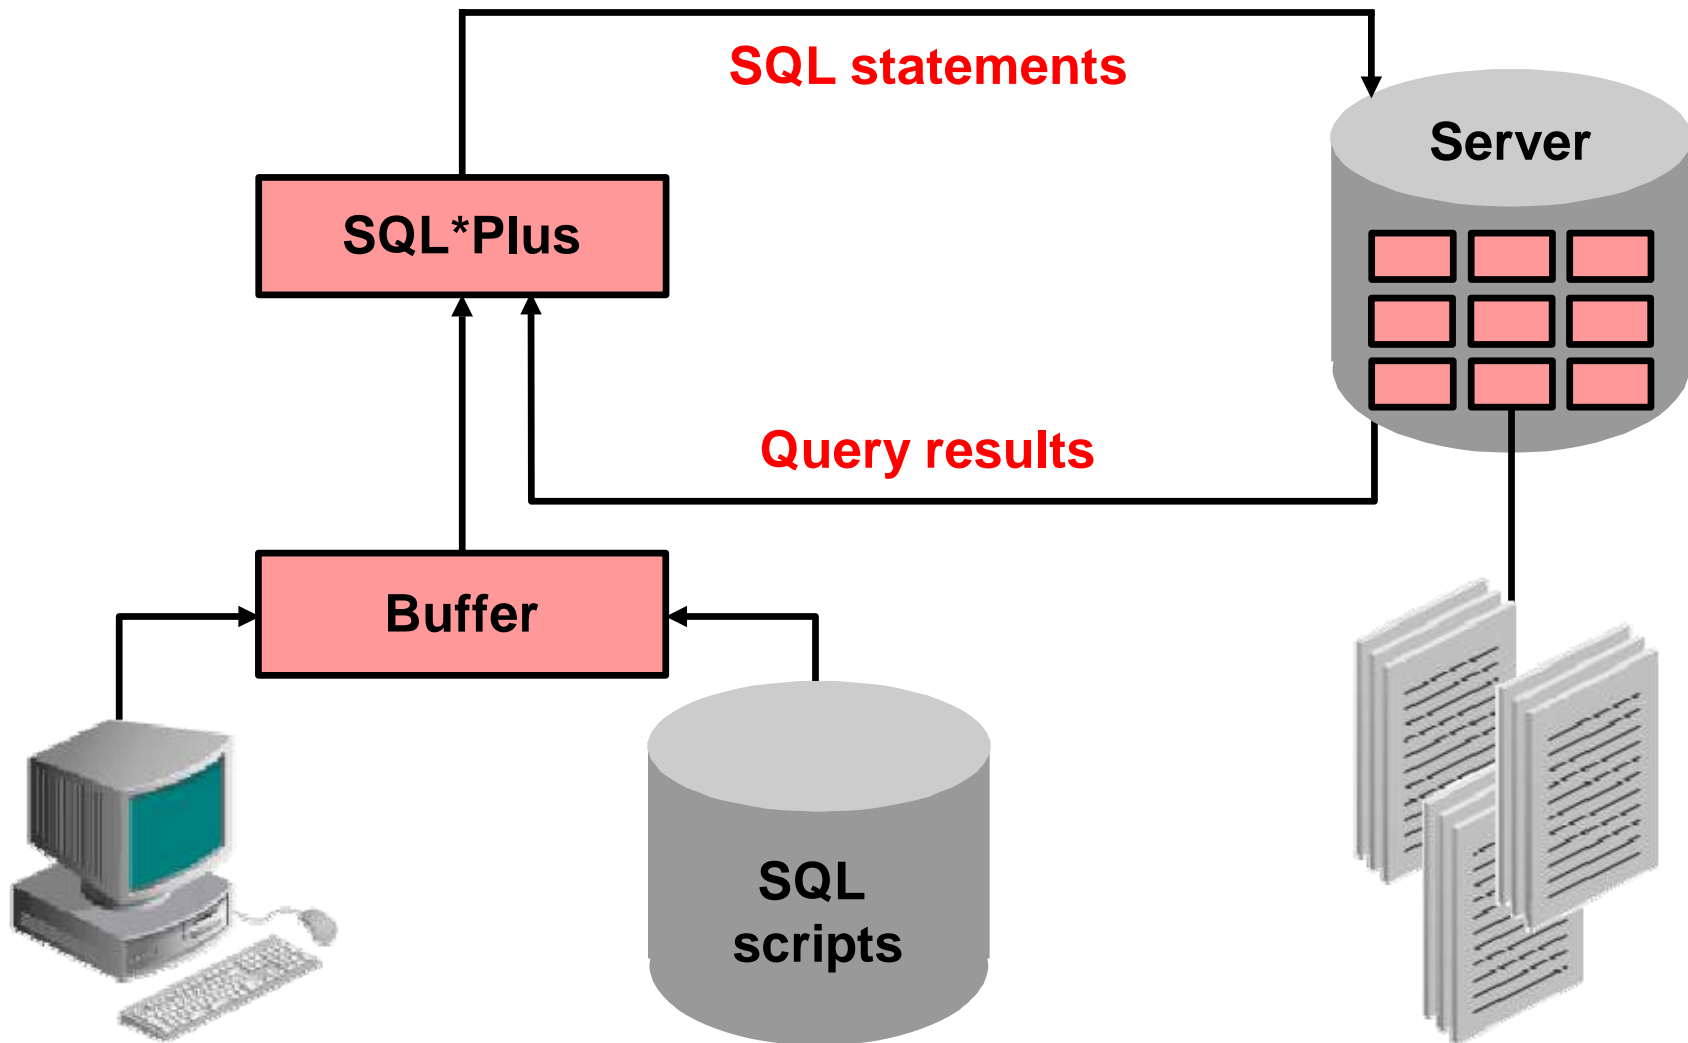 SQL statements
Server
SQL*Plus
Query results
Buffer
SQL
scripts